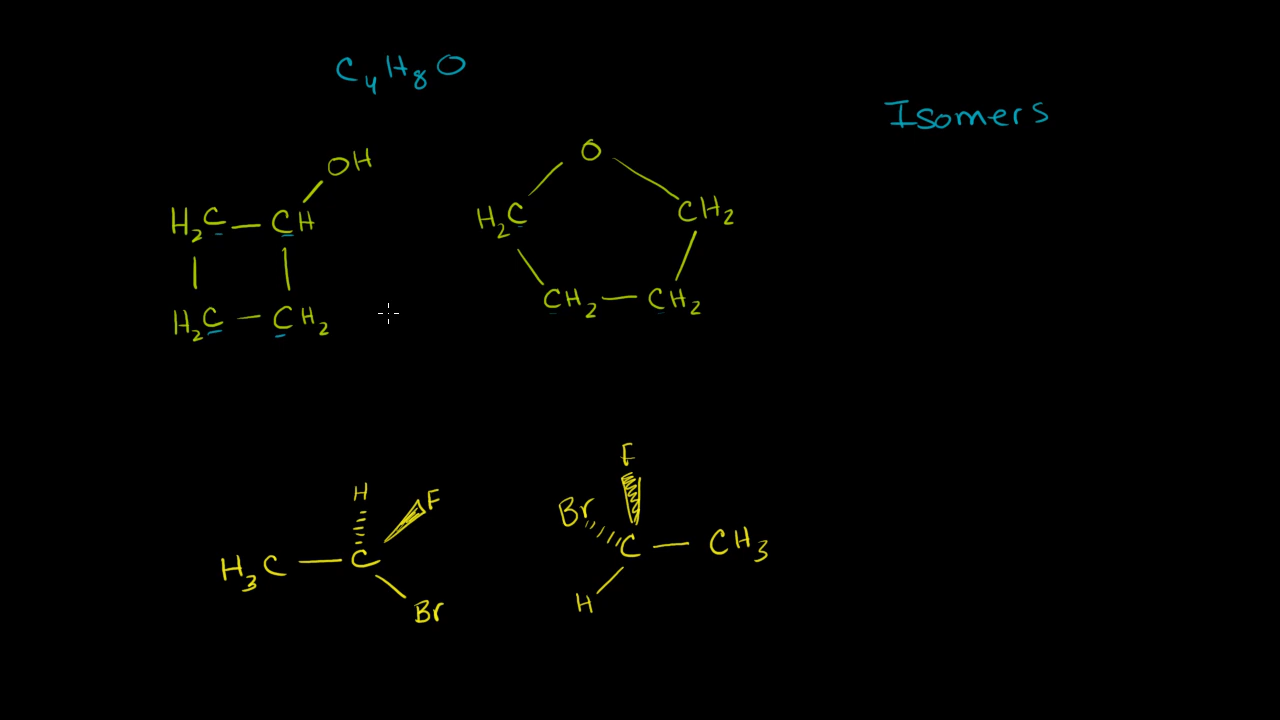 C4H8O
Isomers
OH
O
H2C CH
H2C CH2
H2C CH2
CH2 CH2
F
H F
Br
H3C C
C CH3
Br
H